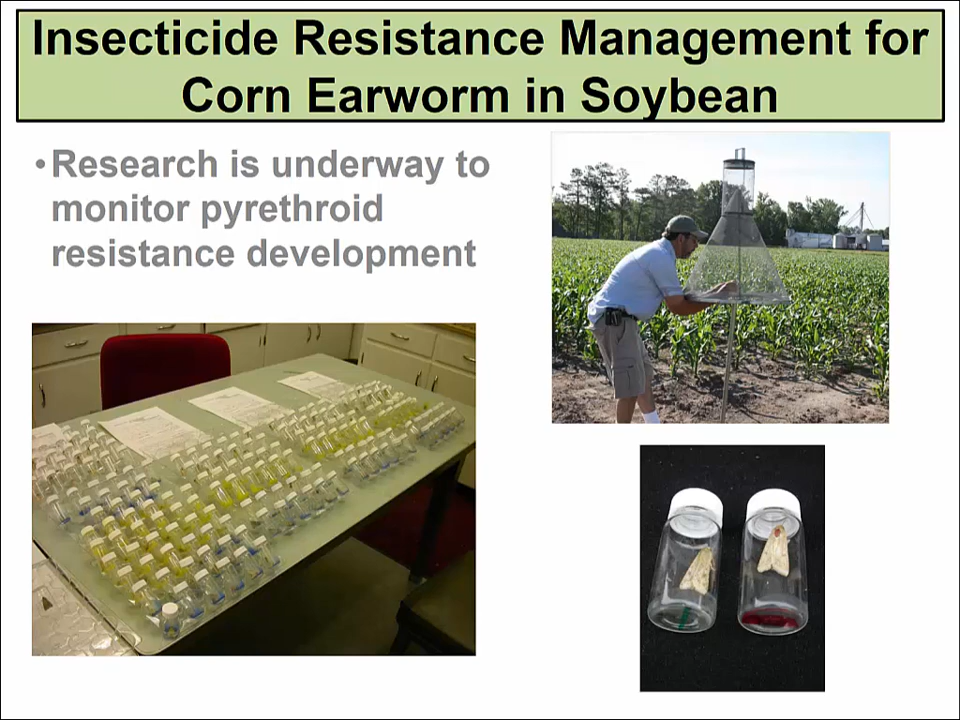 Insecticide Resistance Management for
Corn Earworm in Soybean
•Research is underway to
monitor pyrethroid
resistance development